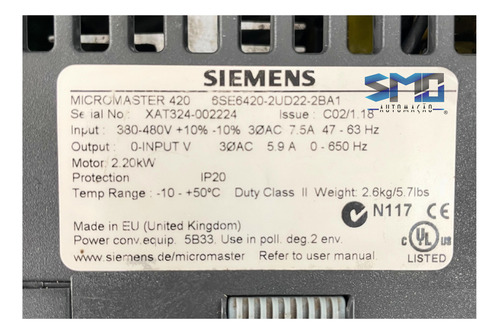 SIEMENS
SMO
AUTOMAÇÃO
MICROMASTER 420 6SE6420-2UD22-2BA1
Serial No: XAT324-002224 Issue : C02/1.18
Input : 380-480V +10% -10% 3ØAC 7.5A 47 - 63 Hz
Output : 0-INPUT V 3ØAC 5.9 A 0 - 650 Hz
Motor: 2.20kW
Protection IP20
Temp Range : -10 - +50°C Duty Class II Weight: 2.6kg/5.7lbs
N117 CE
Made in EU (United Kingdom)
Power conv.equip. 5B33. Use in poll. deg.2 env.
C UL US
www.siemens.de/micromaster Refer to user manual.
LISTED